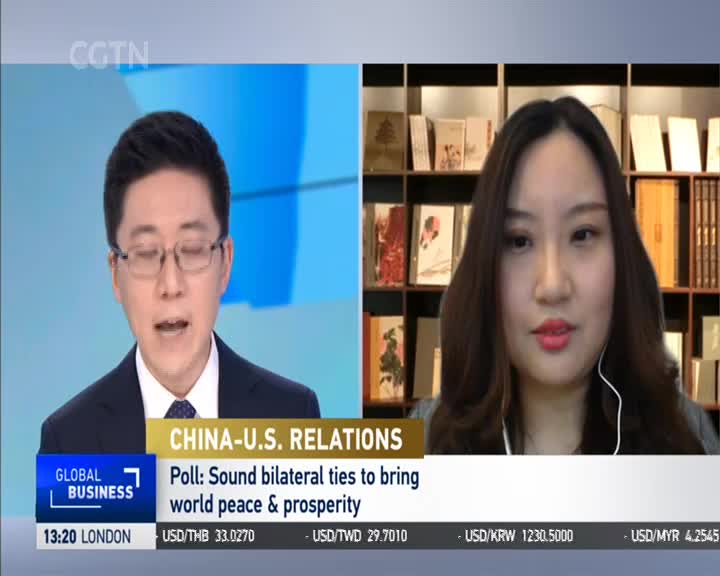 CGTN
CHINA-U.S. RELATIONS
GLOBAL
BUSINESS
Poll: Sound bilateral ties to bring
world peace & prosperity
13:20 LONDON
- USD/THB 33.0270 - USD/TWD 29.7010 - USD/KRW 1230.5000 - USD/MYR 4.2545